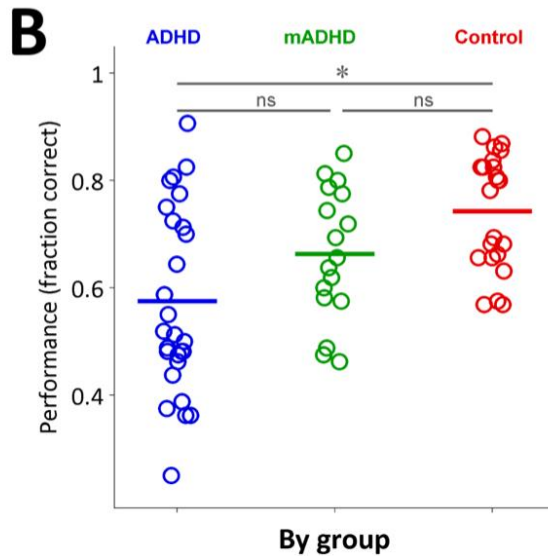 B
ADHD mADHD Control
*
ns ns
Performance (fraction correct)
1
0.8
0.6
0.4
By group